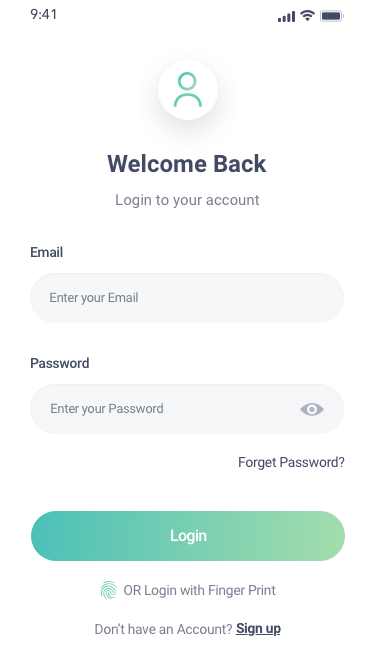 9:41
Welcome Back
Login to your account
Email
Enter your Email
Password
Enter your Password
Forget Password?
Login
OR Login with Finger Print
Don’t have an Account? Sign up